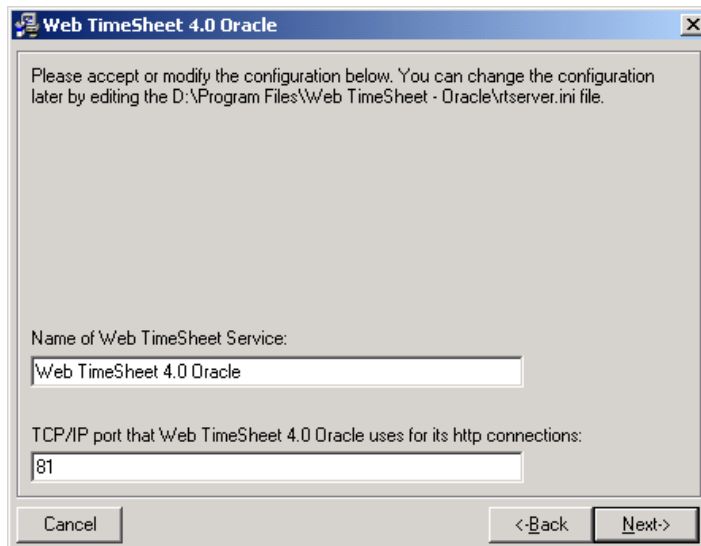 Web TimeSheet 4.0 Oracle
Please accept or modify the configuration below. You can change the configuration
later by editing the D:\Program Files\Web TimeSheet - Oracle\rtserver.ini file.
Name of Web TimeSheet Service:
Web TimeSheet 4.0 Oracle
TCP/IP port that Web TimeSheet 4.0 Oracle uses for its http connections:
81
Cancel
<-Back
Next->